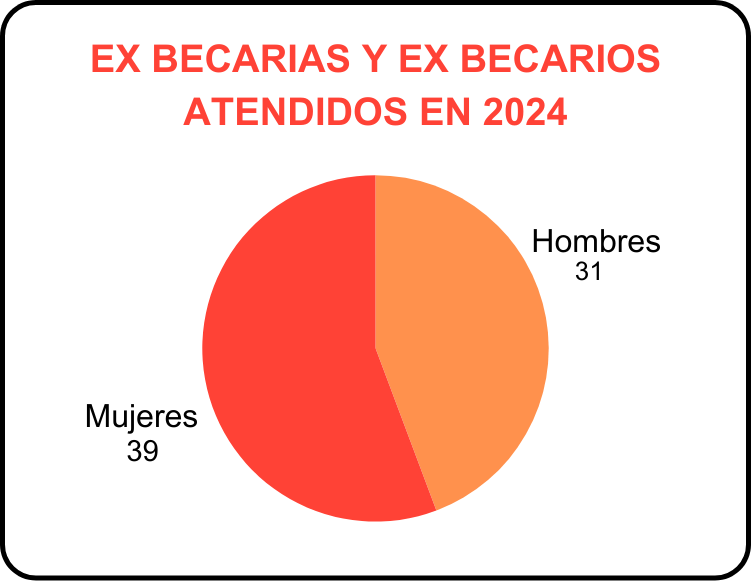 EX BECARIAS Y EX BECARIOS
ATENDIDOS EN 2024
Hombres
31
Mujeres
39